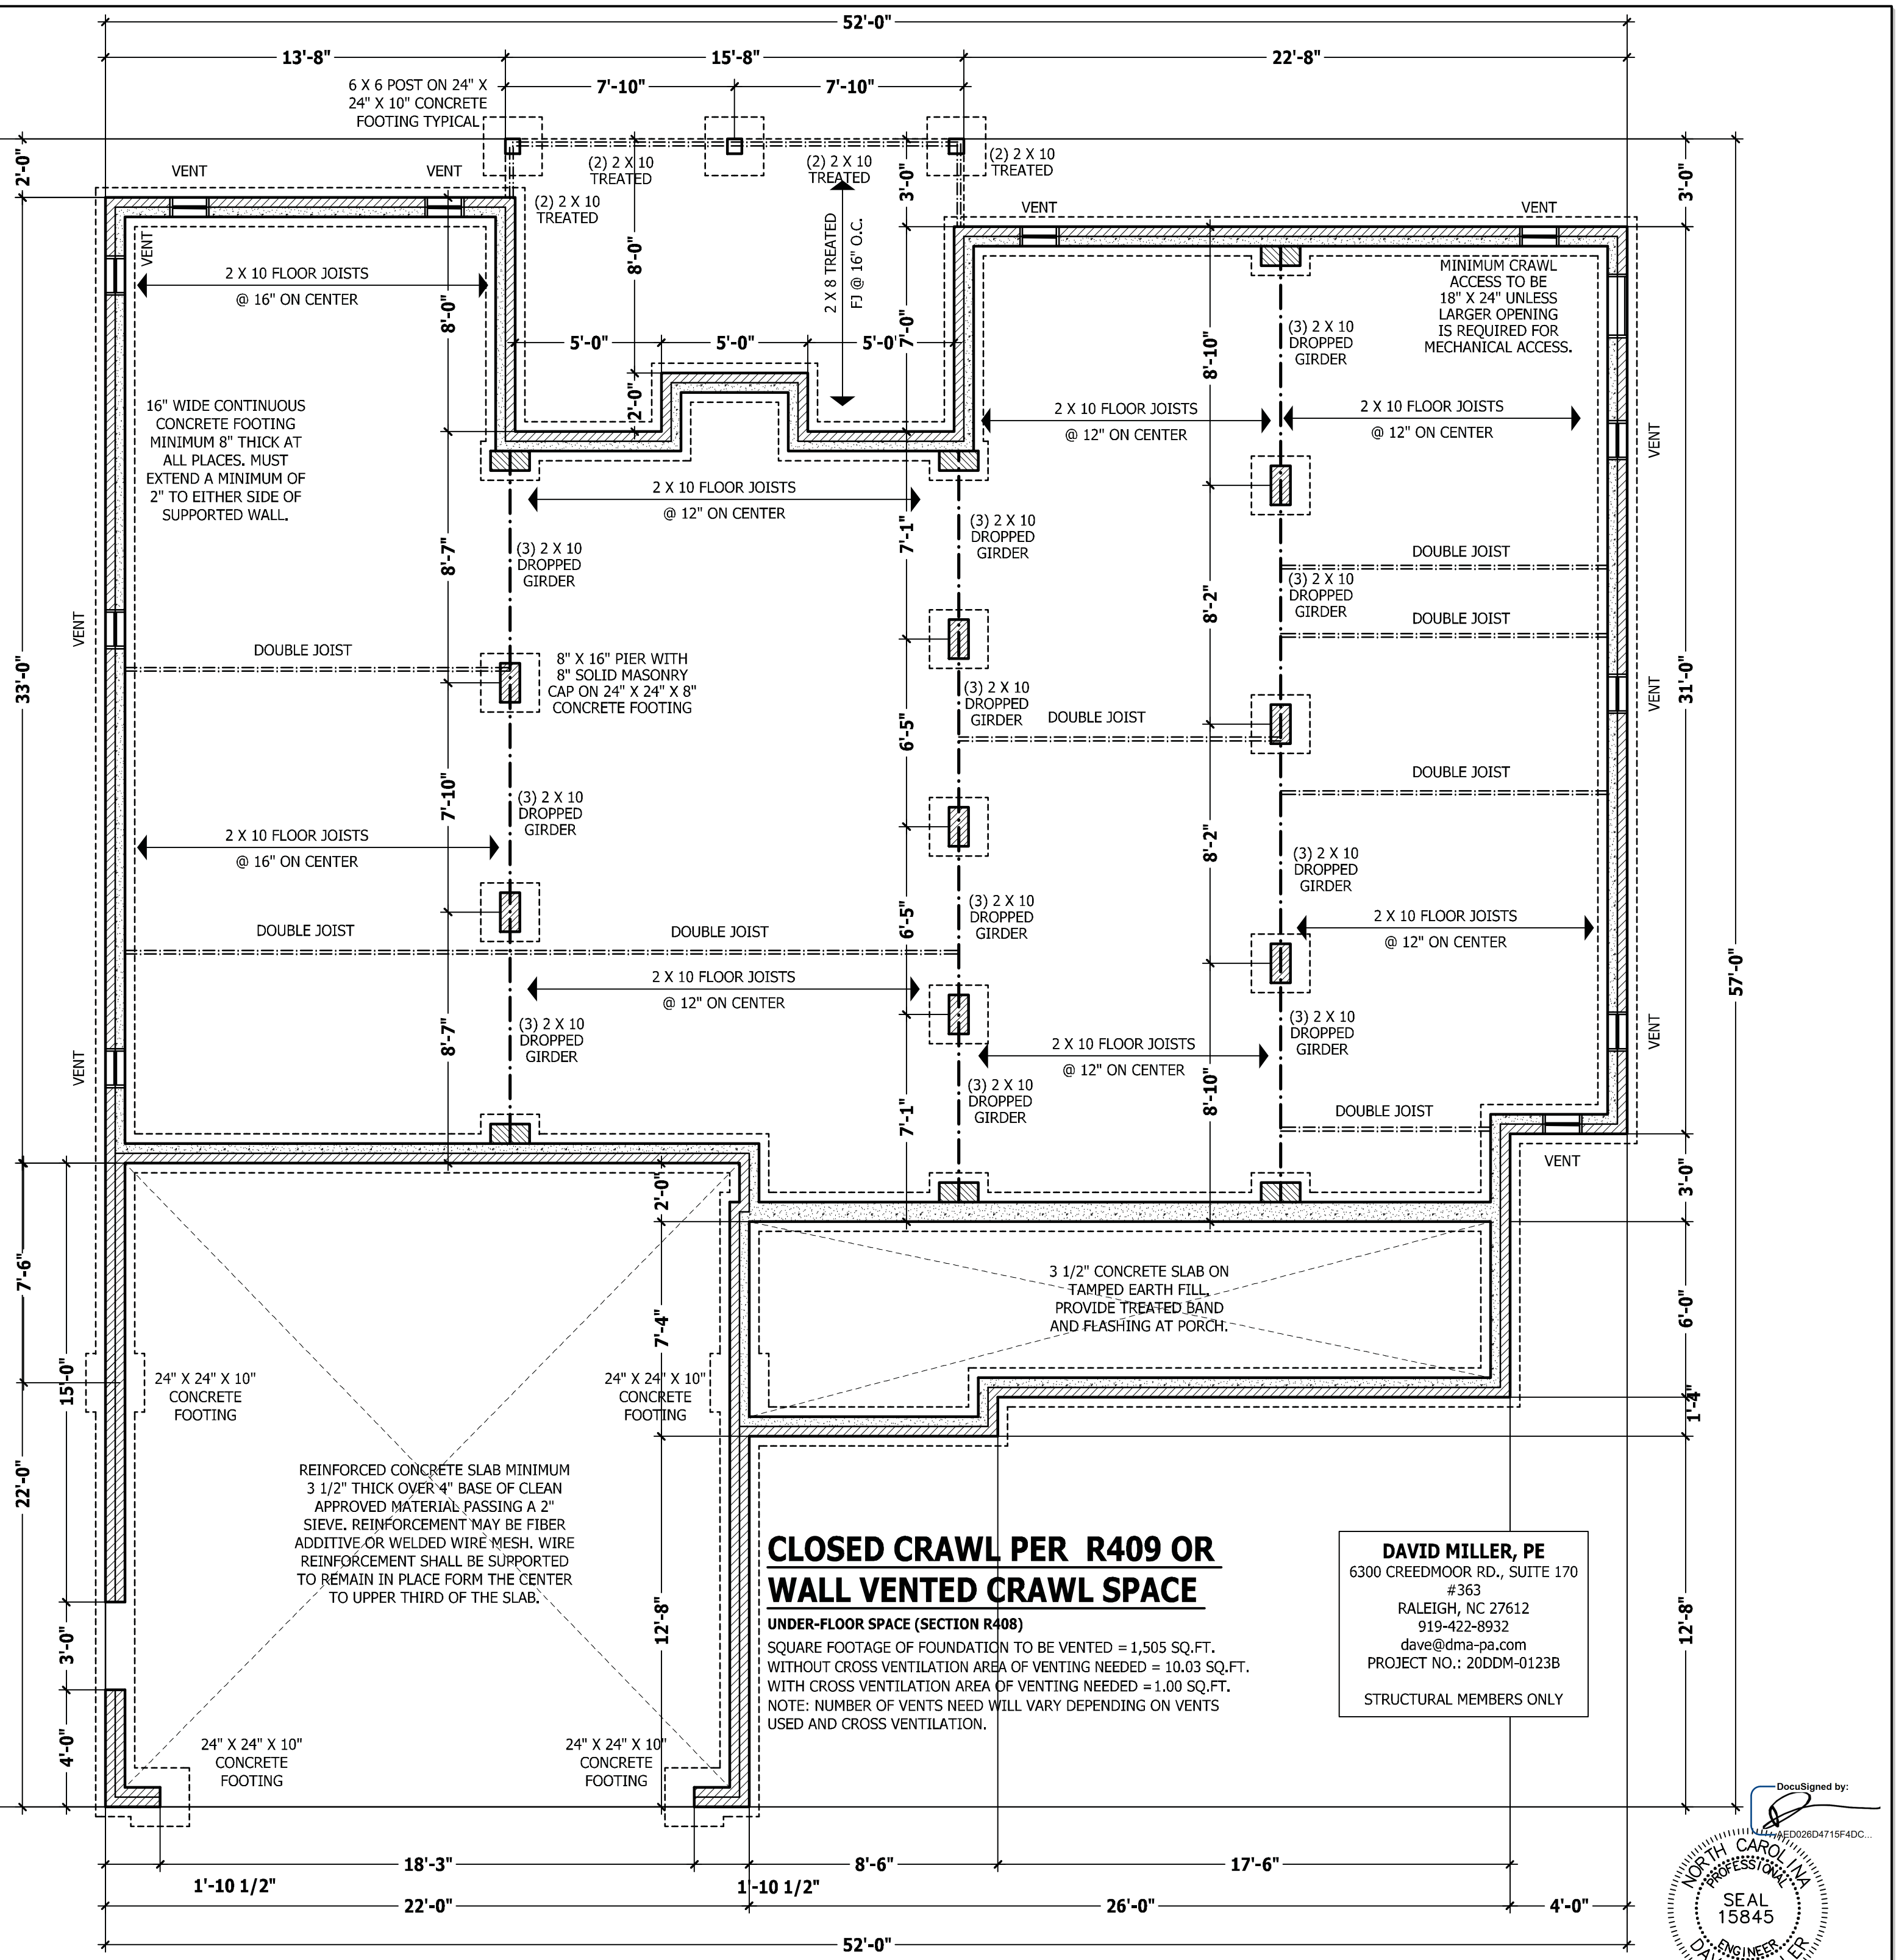 52'-0"
13'-8"
15'-8"
22'-8"
6 X 6 POST ON 24" X
24" X 10" CONCRETE
FOOTING TYPICAL
7'-10"
7'-10"
2'-0"
VENT
VENT
(2) 2 X 10
TREATED
(2) 2 X 10
TREATED
(2) 2 X 10
TREATED
(2) 2 X 10
TREATED
3'-0"
3'-0"
VENT
VENT
VENT
2 X 10 FLOOR JOISTS
@ 16" ON CENTER
8'-0"
8'-0"
2 X 8 TREATED
FJ @ 16" O.C.
7'-0"
5'-0"
5'-0"
5'-0"
2'-0"
8'-10"
(3) 2 X 10
DROPPED
GIRDER
MINIMUM CRAWL
ACCESS TO BE
18" X 24" UNLESS
LARGER OPENING
IS REQUIRED FOR
MECHANICAL ACCESS.
16" WIDE CONTINUOUS
CONCRETE FOOTING
MINIMUM 8" THICK AT
ALL PLACES. MUST
EXTEND A MINIMUM OF
2" TO EITHER SIDE OF
SUPPORTED WALL.
2 X 10 FLOOR JOISTS
@ 12" ON CENTER
2 X 10 FLOOR JOISTS
@ 12" ON CENTER
VENT
2 X 10 FLOOR JOISTS
@ 12" ON CENTER
8'-7"
(3) 2 X 10
DROPPED
GIRDER
7'-1"
(3) 2 X 10
DROPPED
GIRDER
DOUBLE JOIST
8'-2"
(3) 2 X 10
DROPPED
GIRDER
DOUBLE JOIST
VENT
33'-0"
DOUBLE JOIST
8" X 16" PIER WITH
8" SOLID MASONRY
CAP ON 24" X 24" X 8"
CONCRETE FOOTING
(3) 2 X 10
DROPPED
GIRDER
DOUBLE JOIST
6'-5"
VENT
31'-0"
DOUBLE JOIST
7'-10"
(3) 2 X 10
DROPPED
GIRDER
8'-2"
(3) 2 X 10
DROPPED
GIRDER
2 X 10 FLOOR JOISTS
@ 16" ON CENTER
6'-5"
(3) 2 X 10
DROPPED
GIRDER
2 X 10 FLOOR JOISTS
@ 12" ON CENTER
DOUBLE JOIST
DOUBLE JOIST
2 X 10 FLOOR JOISTS
@ 12" ON CENTER
57'-0"
8'-7"
(3) 2 X 10
DROPPED
GIRDER
2 X 10 FLOOR JOISTS
@ 12" ON CENTER
(3) 2 X 10
DROPPED
GIRDER
VENT
VENT
7'-1"
(3) 2 X 10
DROPPED
GIRDER
8'-10"
DOUBLE JOIST
VENT
2'-0"
3'-0"
7'-6"
3 1/2" CONCRETE SLAB ON
TAMPED EARTH FILL.
PROVIDE TREATED BAND
AND FLASHING AT PORCH.
7'-4"
6'-0"
15'-0"
24" X 24" X 10"
CONCRETE
FOOTING
24" X 24" X 10"
CONCRETE
FOOTING
1'-4"
22'-0"
REINFORCED CONCRETE SLAB MINIMUM
3 1/2" THICK OVER 4" BASE OF CLEAN
APPROVED MATERIAL PASSING A 2"
SIEVE. REINFORCEMENT MAY BE FIBER
ADDITIVE OR WELDED WIRE MESH. WIRE
REINFORCEMENT SHALL BE SUPPORTED
TO REMAIN IN PLACE FORM THE CENTER
TO UPPER THIRD OF THE SLAB.
12'-8"
3'-0"
4'-0"
CLOSED CRAWL PER R409 OR
WALL VENTED CRAWL SPACE
UNDER-FLOOR SPACE (SECTION R408)
SQUARE FOOTAGE OF FOUNDATION TO BE VENTED = 1,505 SQ.FT.
WITHOUT CROSS VENTILATION AREA OF VENTING NEEDED = 10.03 SQ.FT.
WITH CROSS VENTILATION AREA OF VENTING NEEDED = 1.00 SQ.FT.
NOTE: NUMBER OF VENTS NEED WILL VARY DEPENDING ON VENTS
USED AND CROSS VENTILATION.
DAVID MILLER, PE
6300 CREEDMOOR RD., SUITE 170
#363
RALEIGH, NC 27612
919-422-8932
dave@dma-pa.com
PROJECT NO.: 20DDM-0123B
STRUCTURAL MEMBERS ONLY
12'-8"
24" X 24" X 10"
CONCRETE
FOOTING
24" X 24" X 10"
CONCRETE
FOOTING
DocuSigned by:
AED026D4715F4DC...
NORTH CAROLINA
PROFESSIONAL
SEAL
15845
ENGINEER
18'-3"
8'-6"
17'-6"
1'-10 1/2"
1'-10 1/2"
22'-0"
26'-0"
4'-0"
52'-0"